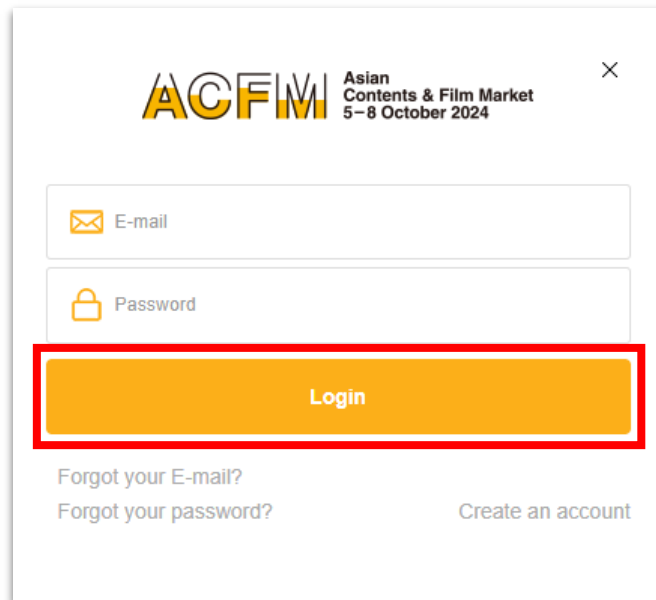 ACFM
Asian
Contents & Film Market
5–8 October 2024
E-mail
Password
Login
Forgot your E-mail?
Forgot your password?
Create an account